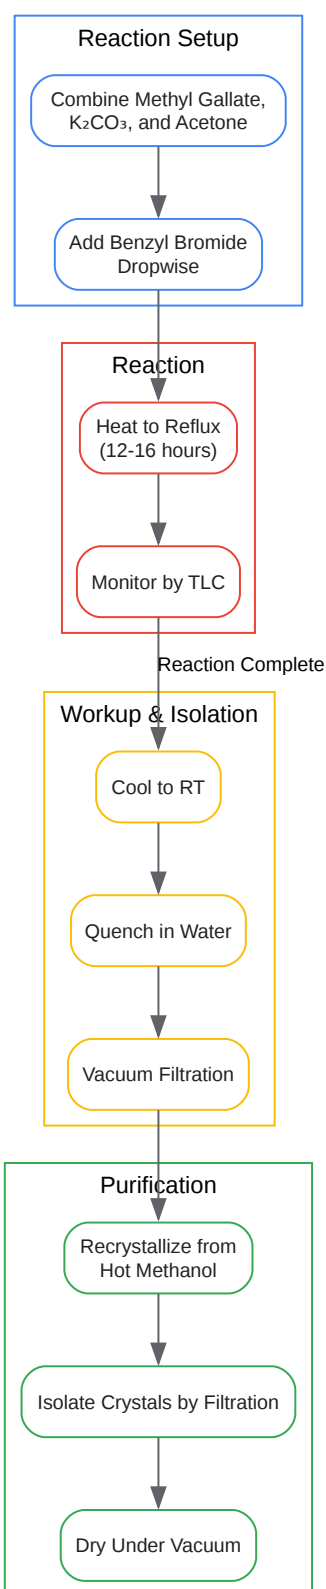 Reaction Setup
Combine Methyl Gallate,
K₂CO₃, and Acetone
Add Benzyl Bromide
Dropwise
Reaction
Heat to Reflux
(12-16 hours)
Monitor by TLC
Reaction Complete
Workup & Isolation
Cool to RT
Quench in Water
Vacuum Filtration
Purification
Recrystallize from
Hot Methanol
Isolate Crystals by Filtration
Dry Under Vacuum